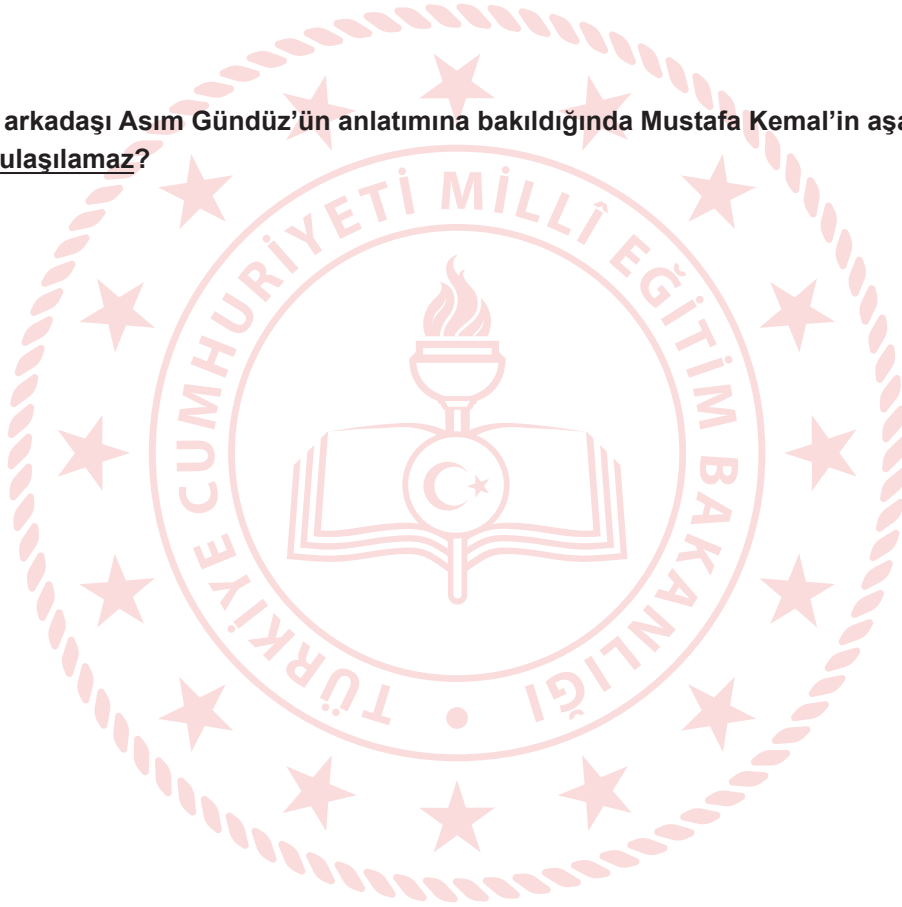 arkadaşı Asım Gündüz’ün anlatımına bakıldığında Mustafa Kemal’in aşa
ulaşılamaz?
TÜRKİYE CUMHURİYETİ MİLLÎ EĞİTİM BAKANLIĞI